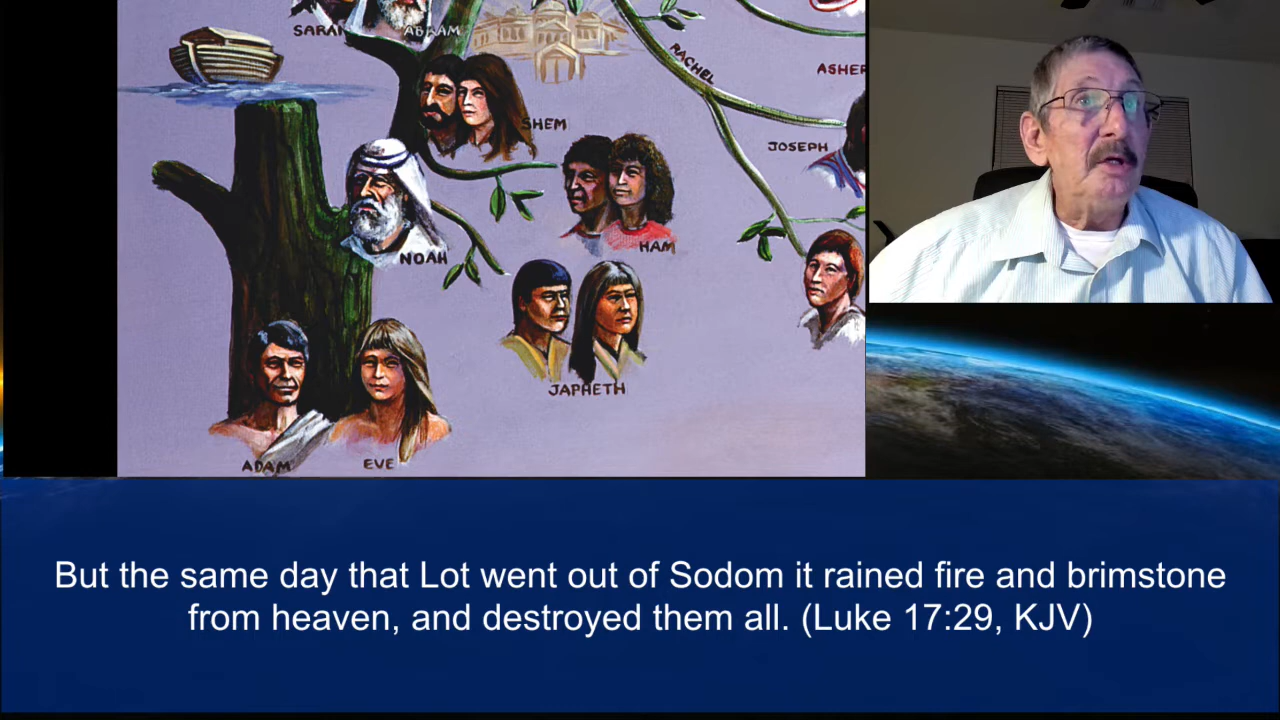 SARAI
ABRAM
RACHEL
ASHER
SHEM
JOSEPH
HAM
NOAH
JAPHETH
ADAM
EVE
But the same day that Lot went out of Sodom it rained fire and brimstone
from heaven, and destroyed them all. (Luke 17:29, KJV)